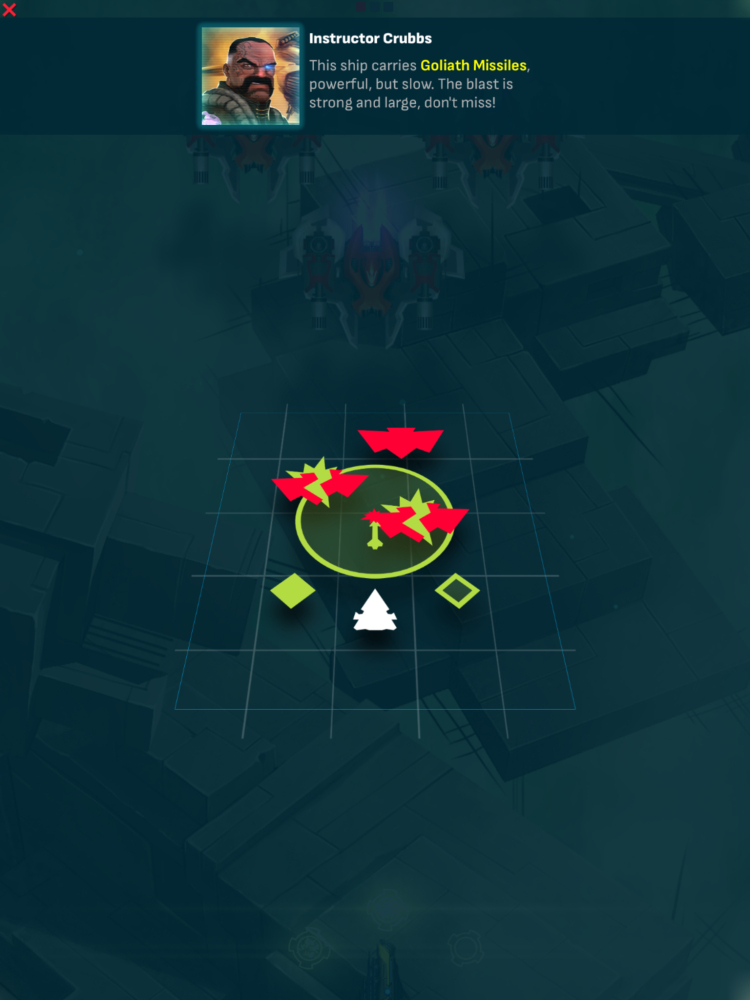 Instructor Crubbs
This ship carries Goliath Missiles,
powerful, but slow. The blast is
strong and large, don't miss!